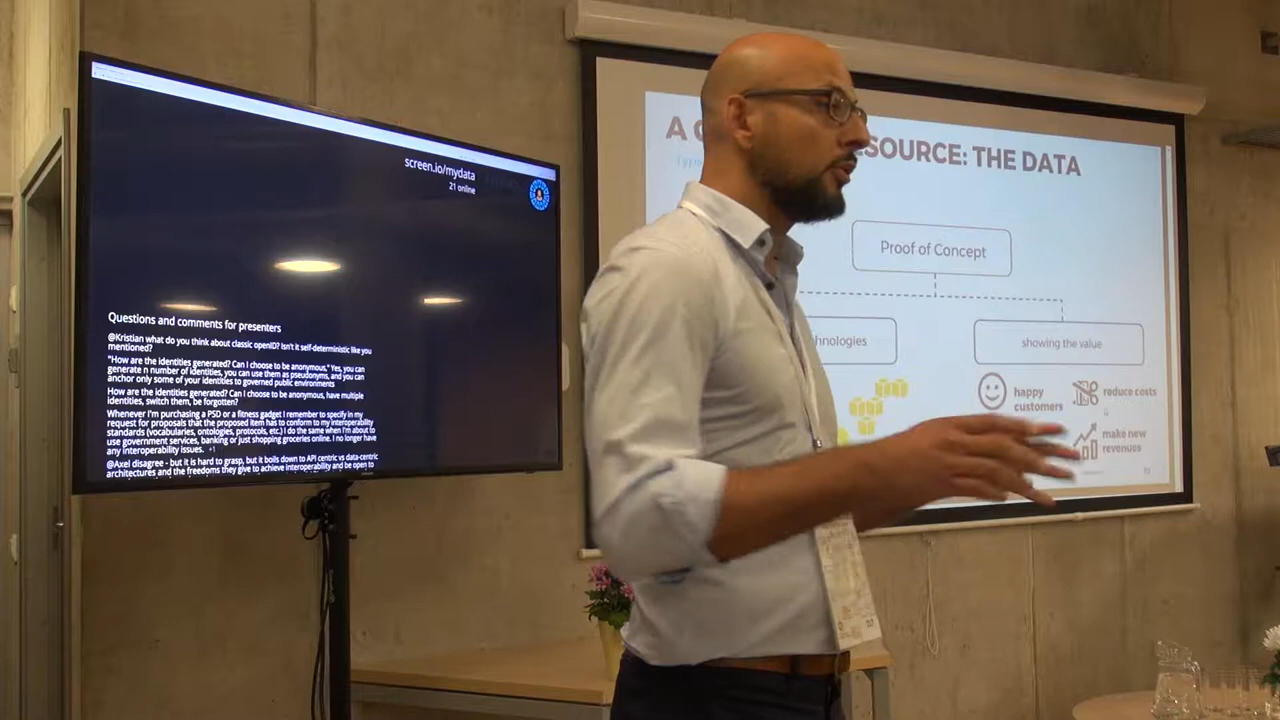 screen.io/mydata
21 online
Questions and comments for presenters
@Kristian what do you think about classic openID? Isn't it self-deterministic like you
mentioned?
"How are the identities generated? Can I choose to be anonymous," Yes, you can
generate n number of identities, you can use them as pseudonyms, and you can
anchor only some of your identities to governed public environments
How are the identities generated? Can I choose to be anonymous, have multiple
identities, switch them, be forgotten?
Whenever I'm purchasing a PSD or a fitness gadget I remember to specify in my
request for proposals that the proposed item has to conform to my interoperability
standards (vocabularies, ontologies, protocols, etc.) I do the same when I'm about to
use government services, banking or just shopping groceries online. I no longer have
any interoperability issues. +1
@Axel disagree - but it is hard to grasp, but it boils down to API centric vs data-centric
architectures and the freedoms they give to achieve interoperability and be open to
A
SOURCE: THE DATA
Proof of Concept
hnologies
showing the value
happy
customers
reduce costs
make new
revenues